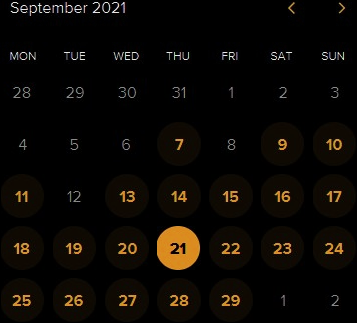 September 2021
MON TUE WED THU FRI SAT SUN
28 29 30 31 1 2 3
4 5 6 7 8 9 10
11 12 13 14 15 16 17
18 19 20 21 22 23 24
25 26 27 28 29 1 2